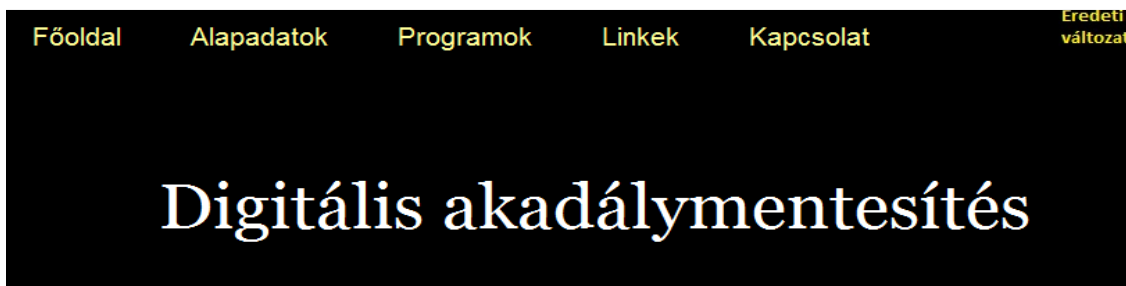 Főoldal Alapadatok Programok Linkek Kapcsolat
Eredeti
változat
Digitális akadálymentesítés